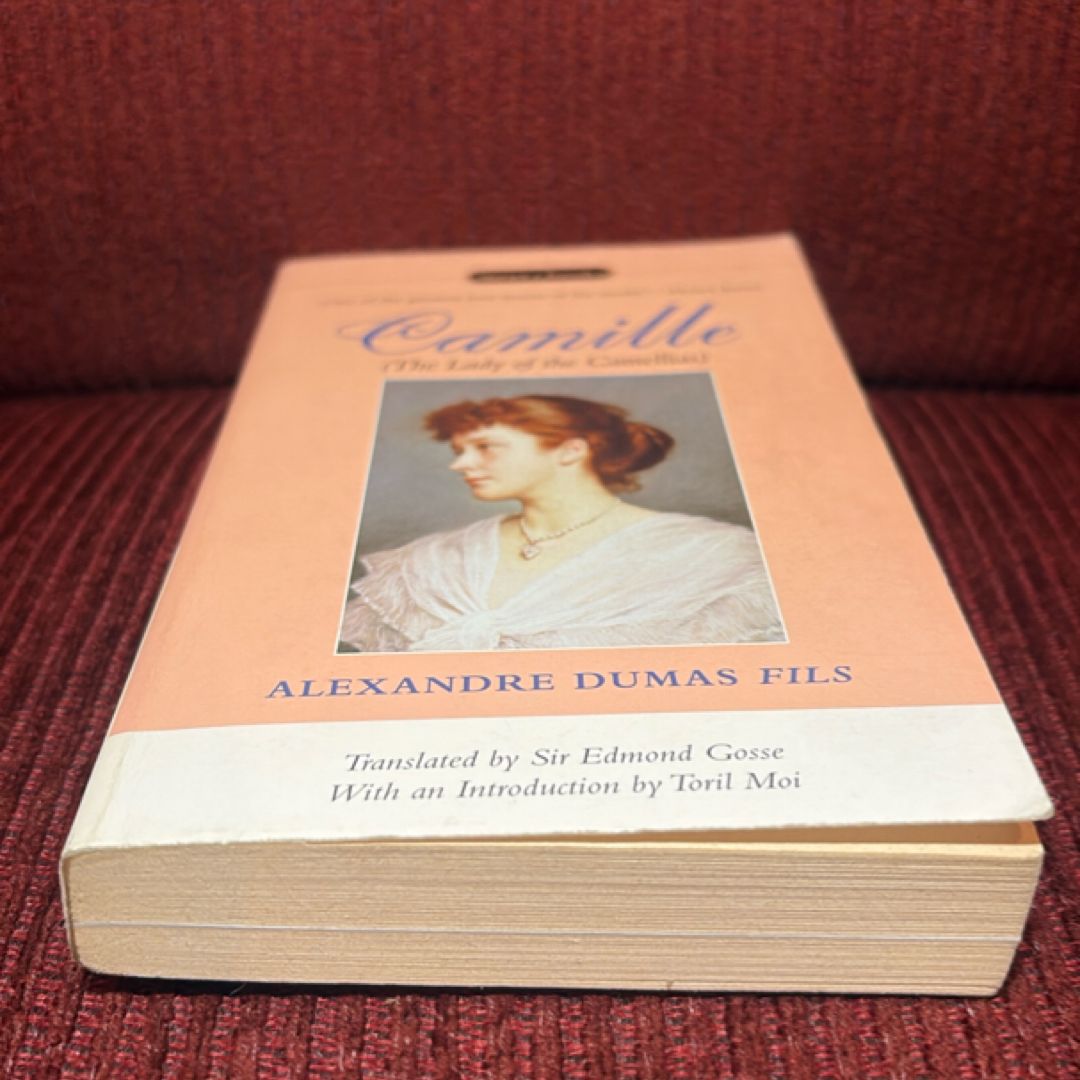 Camille
(The Lady of the Camellias)
ALEXANDRE DUMAS FILS
Translated by Sir Edmond Gosse
With an Introduction by Toril Moi